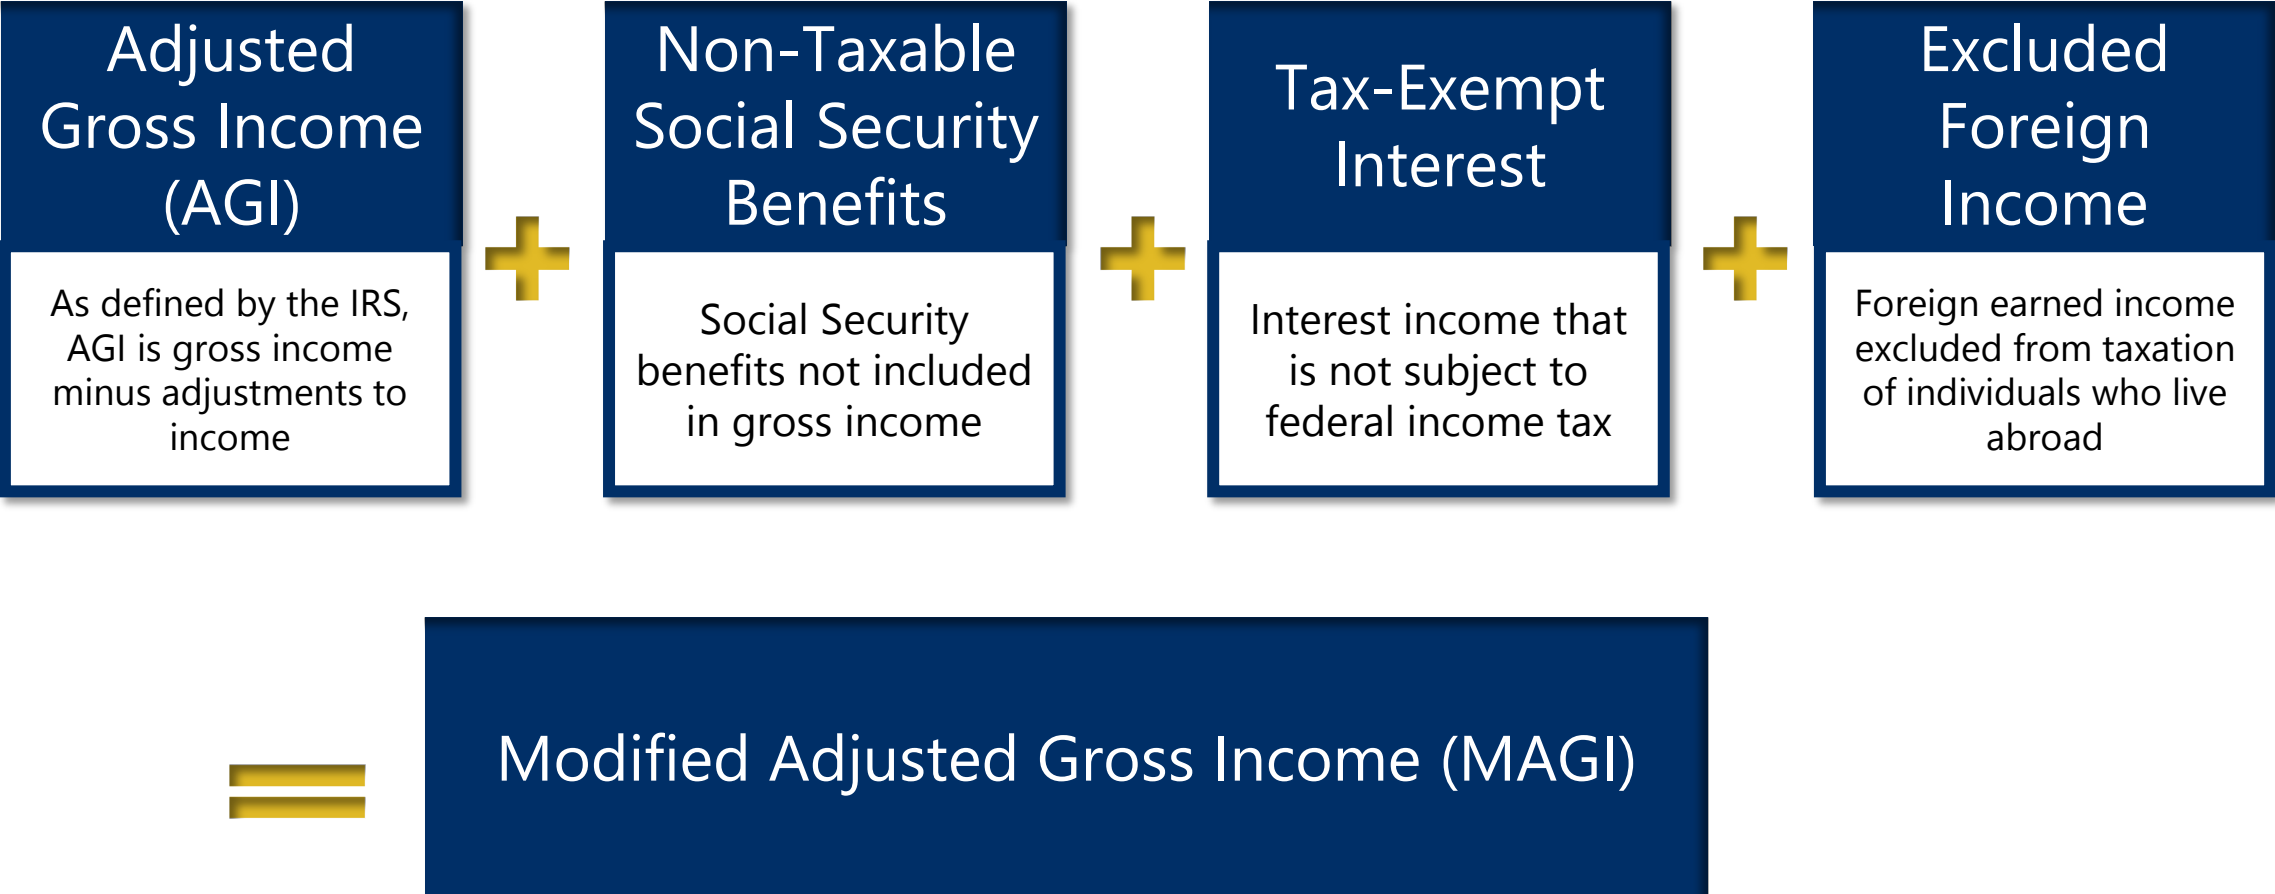 Adjusted
Gross Income
(AGI)
As defined by the IRS,
AGI is gross income
minus adjustments to
income
Non-Taxable
Social Security
Benefits
Social Security
benefits not included
in gross income
Tax-Exempt
Interest
Interest income that
is not subject to
federal income tax
Excluded
Foreign
Income
Foreign earned income
excluded from taxation
of individuals who live
abroad
Modified Adjusted Gross Income (MAGI)